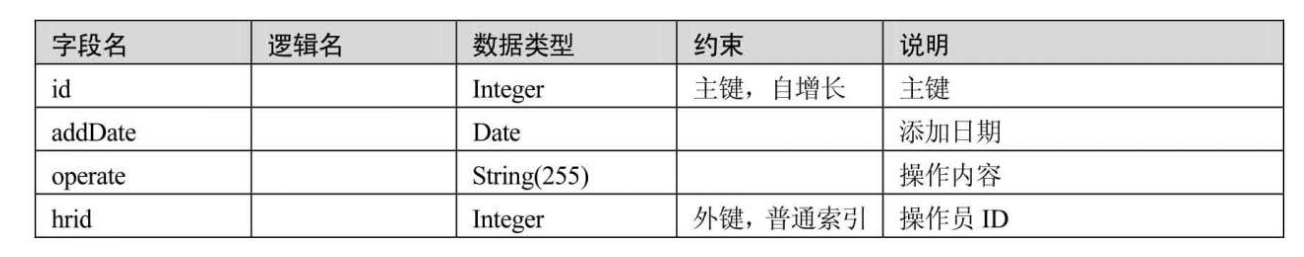 字段名 逻辑名 数据类型 约束 说明
id Integer 主键，自增长 主键
addDate Date 添加日期
operate String(255) 操作内容
hrid Integer 外键，普通索引 操作员 ID